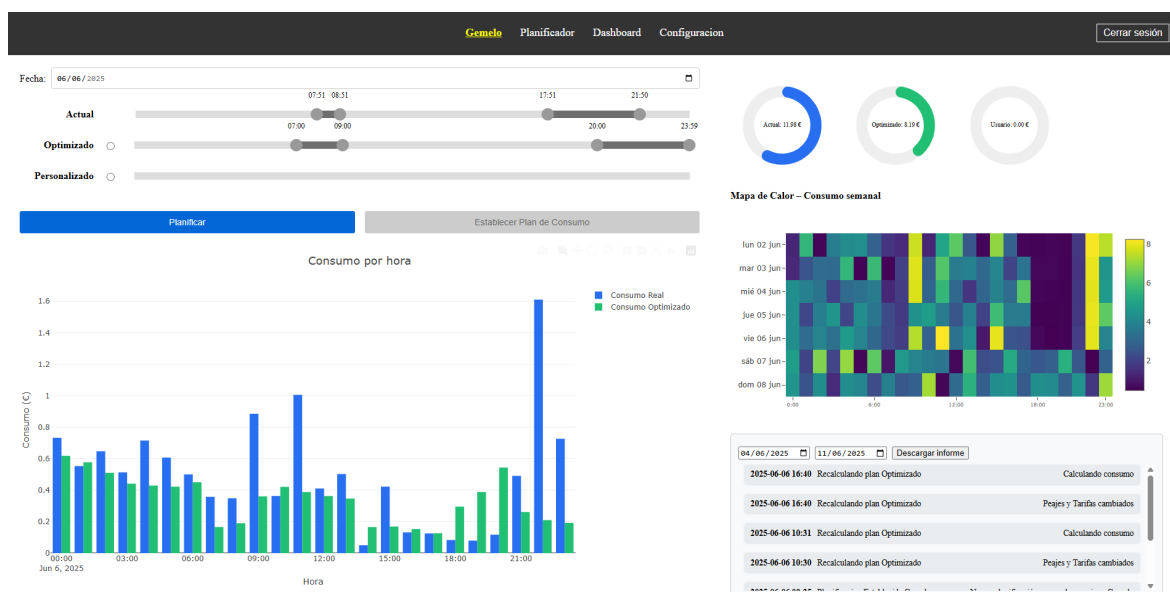 Gemelo Planificador Dashboard Configuracion Cerrar sesión
Fecha: 06/06/2025
07:51 08:51 17:51 21:50
Actual
07:00 09:00 20:00 23:59
Optimizado
Personalizado
Planificar Establecer Plan de Consumo
Actual: 11.98 € Optimizado: 8.19 € Usuario: 0.00 €
Consumo por hora
Consumo Real
Consumo Optimizado
Consumo (€)
1.6
1.4
1.2
1
0.8
0.6
0.4
0.2
0
00:00 03:00 06:00 09:00 12:00 15:00 18:00 21:00
Jun 6, 2025
Hora
Mapa de Calor – Consumo semanal
lun 02 jun
mar 03 jun
mié 04 jun
jue 05 jun
vie 06 jun
sáb 07 jun
dom 08 jun
0:00 6:00 12:00 18:00 23:00
8
6
4
2
04/06/2025 11/06/2025 Descargar informe
2025-06-06 16:40 Recalculando plan Optimizado Calculando consumo
2025-06-06 16:40 Recalculando plan Optimizado Peajes y Tarifas cambiados
2025-06-06 10:31 Recalculando plan Optimizado Calculando consumo
2025-06-06 10:30 Recalculando plan Optimizado Peajes y Tarifas cambiados